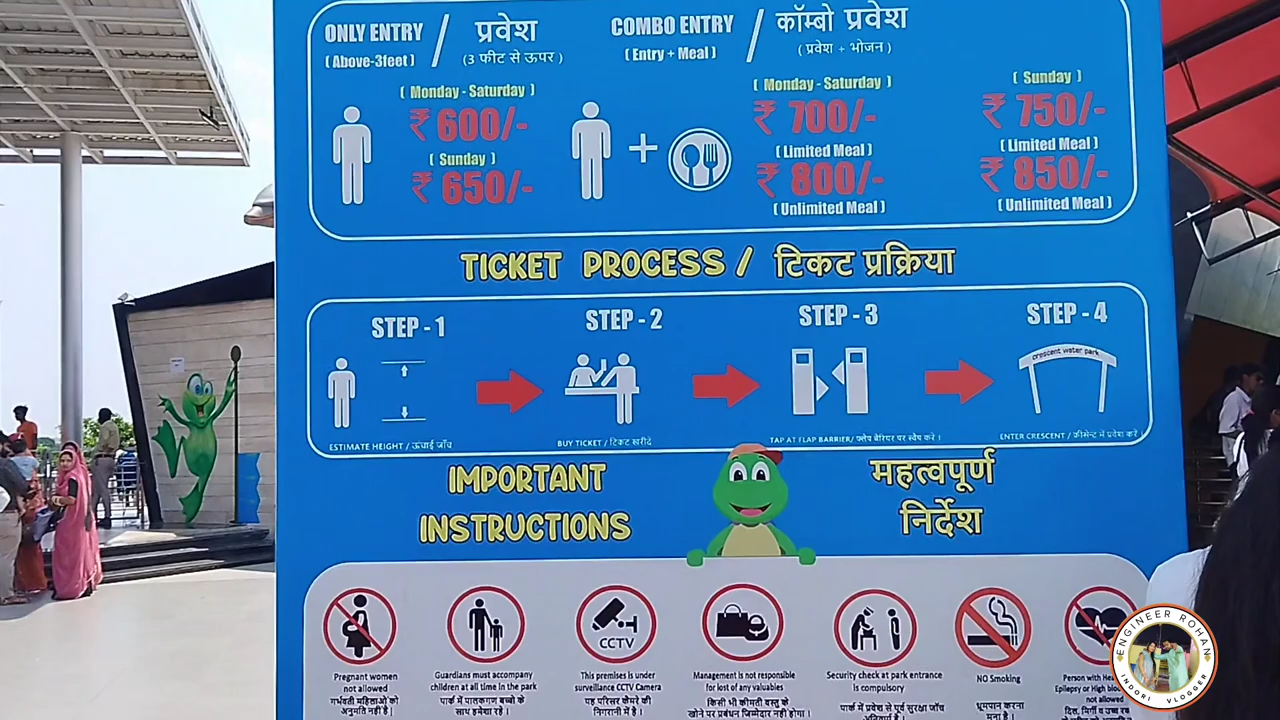 ONLY ENTRY / प्रवेश
( Above-3feet ) (3 फीट से ऊपर )
COMBO ENTRY / कॉम्बो प्रवेश
( Entry + Meal ) ( प्रवेश + भोजन )
( Monday - Saturday )
₹ 600/-
( Sunday )
₹ 650/-
+
( Monday - Saturday )
₹ 700/-
( Limited Meal )
₹ 800/-
( Unlimited Meal )
( Sunday )
₹ 750/-
( Limited Meal )
₹ 850/-
( Unlimited Meal )
TICKET PROCESS / टिकट प्रक्रिया
STEP - 1
ESTIMATE HEIGHT / ऊंचाई जाँच
STEP - 2
BUY TICKET / टिकट खरीदे
STEP - 3
TAP AT FLAP BARRIER/ फ्लैप बेरियर पर स्वैप करे ।
STEP - 4
crescent water park
ENTER CRESCENT / क्रीसेन्ट में प्रवेश करें
IMPORTANT
INSTRUCTIONS
महत्वपूर्ण
निर्देश
Pregnant women
not allowed
गर्भवती महिलाओं को
अनुमति नहीं है |
Guardians must accompany
children at all time in the park
पार्क में पालकगण बच्चो के
साथ हमेशा रहे ।
CCTV
This premises is under
surveillance CCTV Camera
यह परिसर कैमरे की
निगरानी में है ।
Management is not responsible
for lost of any valuables
किसी भी कीमती वस्तु के
खोने पर प्रबंधन जिम्मेदार नहीं होगा ।
Security check at park entrance
is compulsory
पार्क में प्रवेश से पूर्व सुरक्षा जाँच
NO Smoking
धूम्रपान करना
मना है ।
Person with
Epilepsy or High
not allowed
ENGINEER ROHAN
INDORI VLOGGER